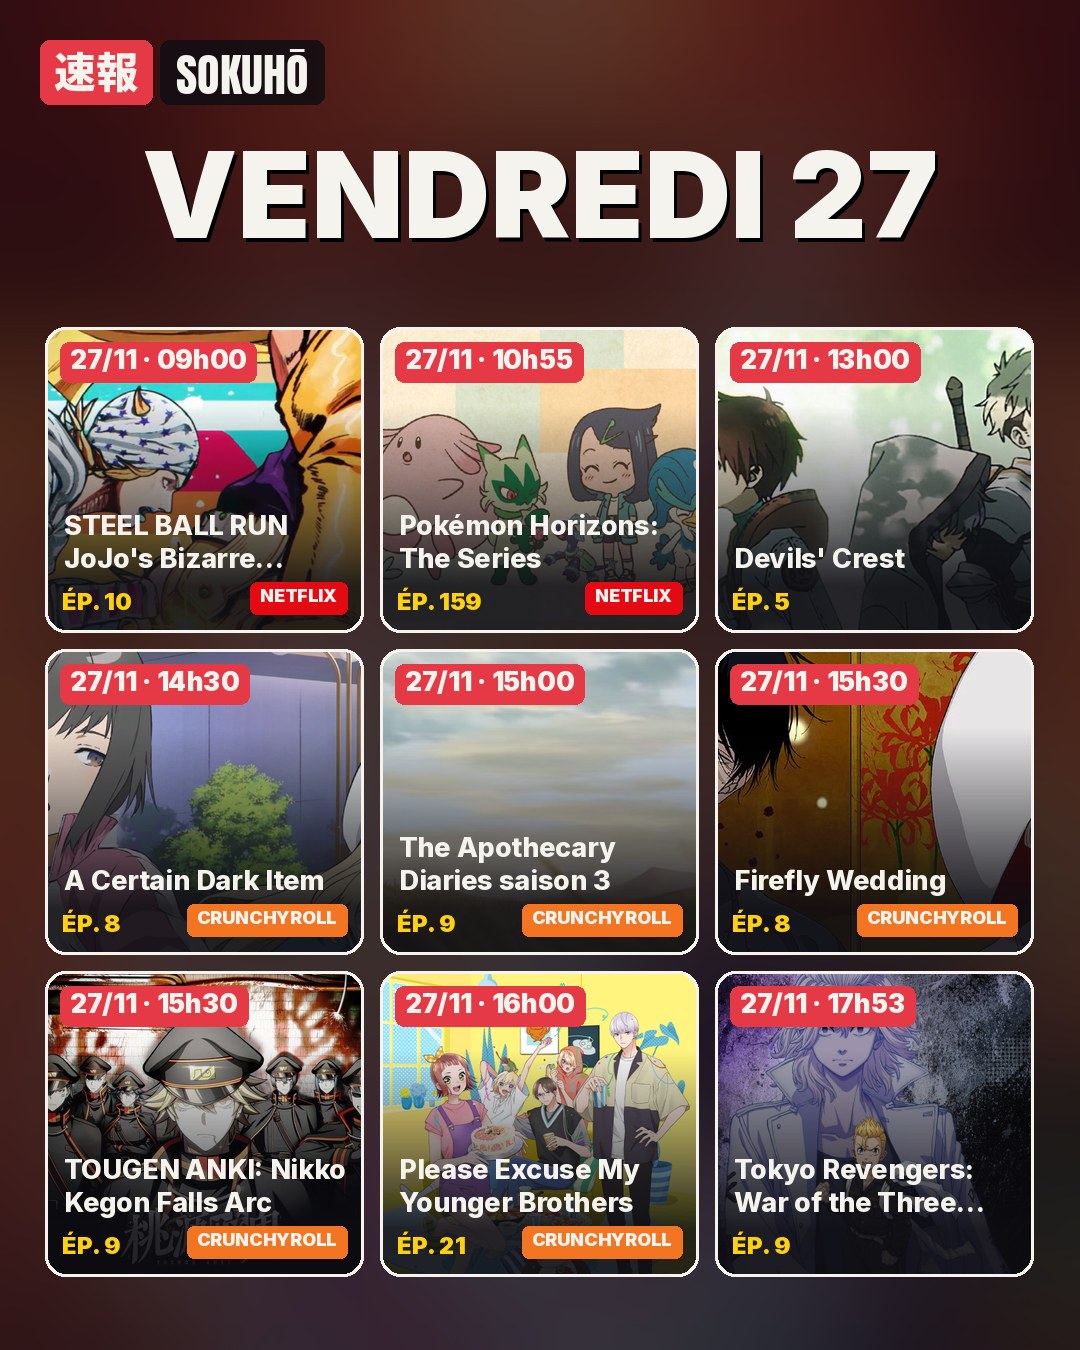 速報 SOKUHŌ
VENDREDI 27
27/11 · 09h00
STEEL BALL RUN
JoJo's Bizarre...
ÉP. 10
NETFLIX
27/11 · 10h55
Pokémon Horizons:
The Series
ÉP. 159
NETFLIX
27/11 · 13h00
Devils' Crest
ÉP. 5
27/11 · 14h30
A Certain Dark Item
ÉP. 8
CRUNCHYROLL
27/11 · 15h00
The Apothecary
Diaries saison 3
ÉP. 9
CRUNCHYROLL
27/11 · 15h30
Firefly Wedding
ÉP. 8
CRUNCHYROLL
27/11 · 15h30
TOUGEN ANKI: Nikko
Kegon Falls Arc
ÉP. 9
CRUNCHYROLL
27/11 · 16h00
Please Excuse My
Younger Brothers
ÉP. 21
CRUNCHYROLL
27/11 · 17h53
Tokyo Revengers:
War of the Three...
ÉP. 9